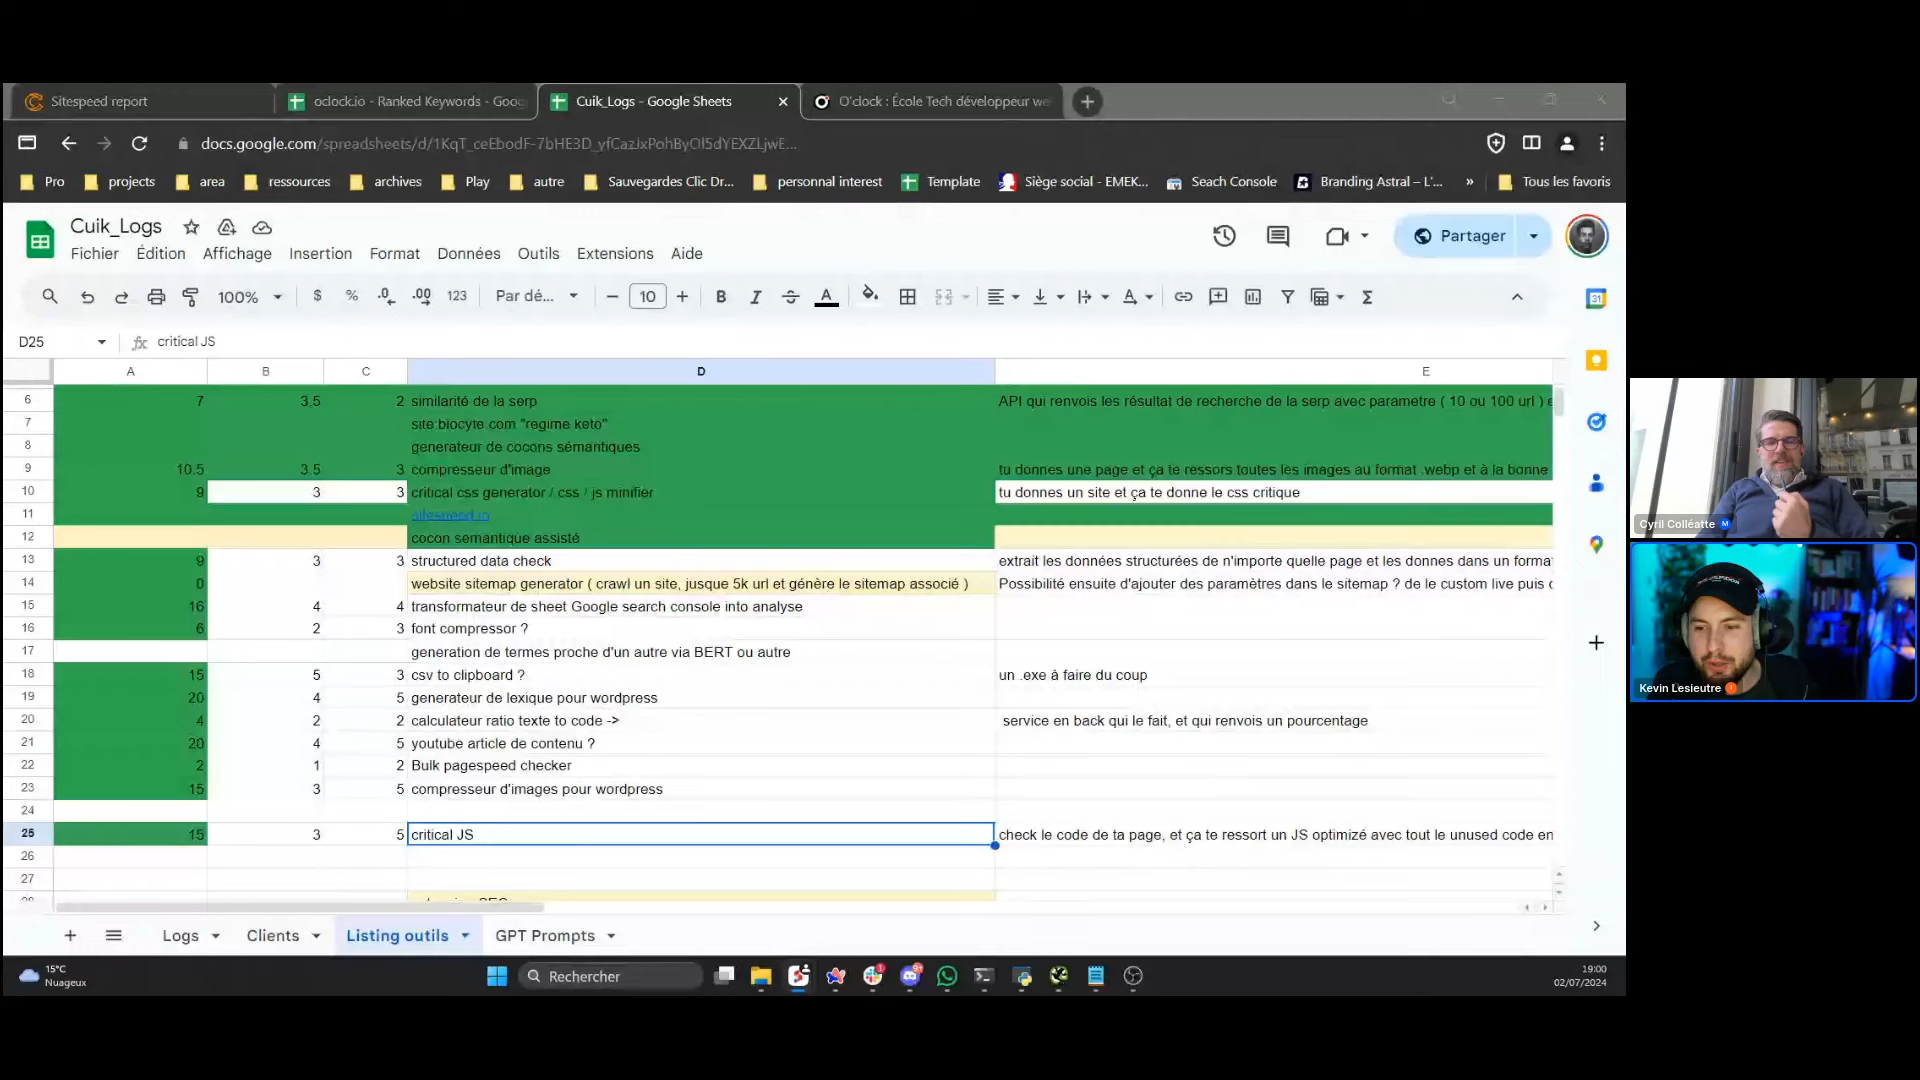 Sitespeed report
oclock.io - Ranked Keywords - Goo
Cuik_Logs - Google Sheets
O'clock : École Tech développeur we
docs.google.com/spreadsheets/d/1KqT_ceEbodF-7bHE3D_yfCazJxPohByOl5dYEXZLjwE...
Pro
projects
area
ressources
archives
Play
autre
Sauvegardes Clic Dr...
personnal interest
Template
Siège social - EMEK...
Seach Console
Branding Astral – L'...
»
Tous les favoris
Cuik_Logs
Partager
Fichier Édition Affichage Insertion Format Données Outils Extensions Aide
100% $ % .0 .00 123 Par dé... 10 B I
D25 fx critical JS
A B C D E
6 7 3.5 2 similarité de la serp API qui renvois les résultat de recherche de la serp avec parametre ( 10 ou 100 url ) e
7 site:biocyte.com "regime keto"
8 generateur de cocons sémantiques
9 10.5 3.5 3 compresseur d'image tu donnes une page et ça te ressors toutes les images au format .webp et à la bonne
10 9 3 3 critical css generator / css / js minifier tu donnes un site et ça te donne le css critique
11 sitespeed.io
12 cocon semantique assisté
13 9 3 3 structured data check extrait les données structurées de n'importe quelle page et les donnes dans un forma
14 0 website sitemap generator ( crawl un site, jusque 5k url et génère le sitemap associé ) Possibilité ensuite d'ajouter des paramètres dans le sitemap ? de le custom live puis
15 16 4 4 transformateur de sheet Google search console into analyse
16 6 2 3 font compressor ?
17 generation de termes proche d'un autre via BERT ou autre
18 15 5 3 csv to clipboard ? un .exe à faire du coup
19 20 4 5 generateur de lexique pour wordpress
20 4 2 2 calculateur ratio texte to code -> service en back qui le fait, et qui renvois un pourcentage
21 20 4 5 youtube article de contenu ?
22 2 1 2 Bulk pagespeed checker
23 15 3 5 compresseur d'images pour wordpress
24
25 15 3 5 critical JS check le code de ta page, et ça te ressort un JS optimizé avec tout le unused code en
26
27
Logs Clients Listing outils GPT Prompts
15°C
Nuageux
Rechercher
19:00
02/07/2024
Cyril Colléatte
Kevin Lesieutre